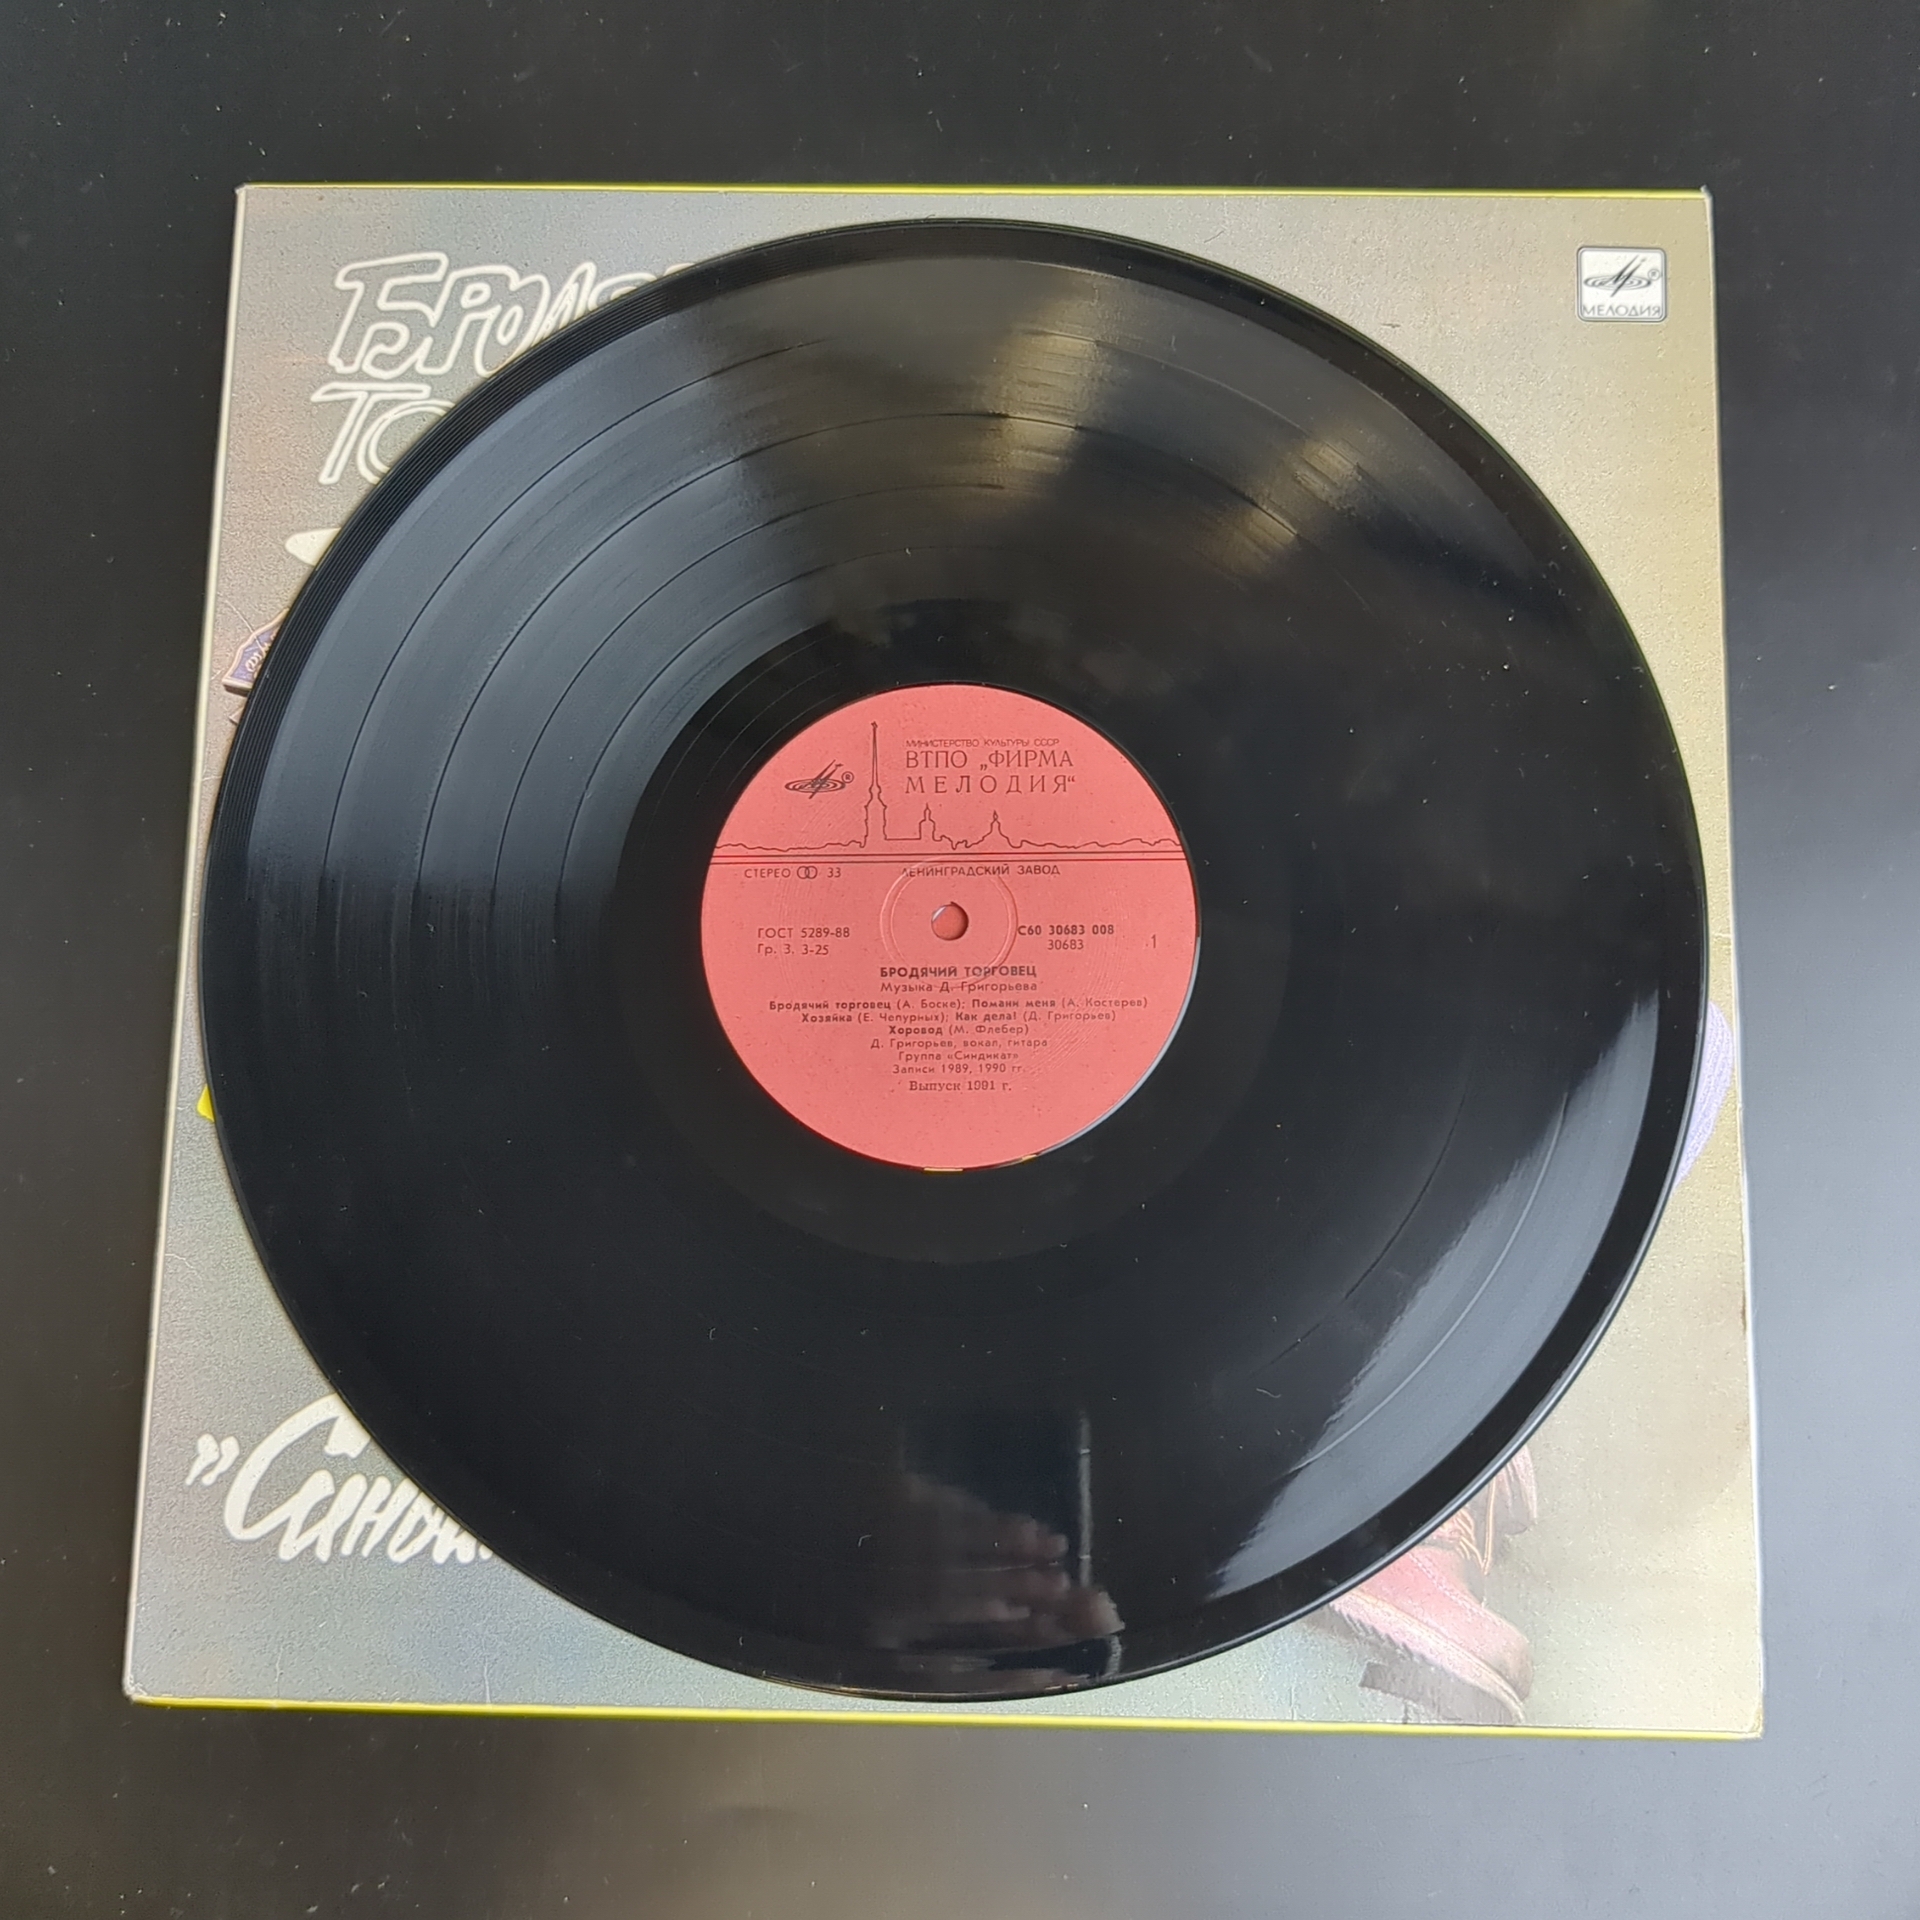 МЕЛОДИЯ
МИНИСТЕРСТВО КУЛЬТУРЫ СССР
ВТПО „ФИРМА
МЕЛОДИЯ“
СТЕРЕО 33 ЛЕНИНГРАДСКИЙ ЗАВОД
ГОСТ 5289-88 С60 30683 008
Гр. 3. 3-25 30683 1
БРОДЯЧИЙ ТОРГОВЕЦ
Музыка Д. Григорьева
Бродячий торговец (А. Боске); Помани меня (А. Костерев)
Хозяйка (Е. Чепурных); Как дела! (Д. Григорьев)
Хоровод (М. Флебер)
Д. Григорьев, вокал, гитара
Группа «Синдикат»
Записи 1989, 1990 гг.
Выпуск 1991 г.